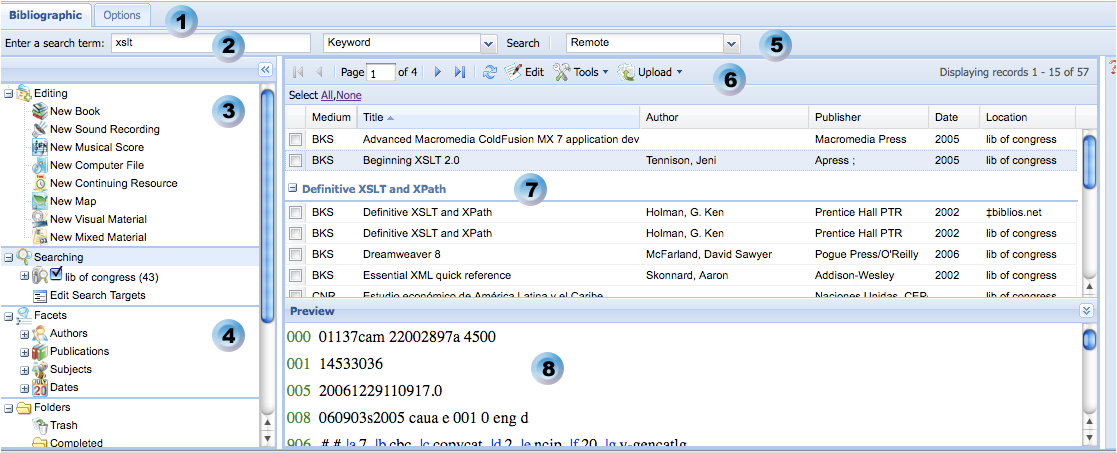 Bibliographic Options
1
Enter a search term: xslt 2 Keyword Search Remote 5
Page 1 of 4 Edit Tools Upload 6 Displaying records 1 - 15 of 57
Select All,None
Medium Title Author Publisher Date Location
BKS Advanced Macromedia ColdFusion MX 7 application dev Macromedia Press 2005 lib of congress
BKS Beginning XSLT 2.0 Tennison, Jeni Apress ; 2005 lib of congress
Definitive XSLT and XPath 7
BKS Definitive XSLT and XPath Holman, G. Ken Prentice Hall PTR 2002 ‡biblios.net
BKS Definitive XSLT and XPath Holman, G. Ken Prentice Hall PTR 2002 lib of congress
BKS Dreamweaver 8 McFarland, David Sawyer Pogue Press/O'Reilly 2006 lib of congress
BKS Essential XML quick reference Skonnard, Aaron Addison-Wesley 2002 lib of congress
CNR Estudio económico de América Latina y el Caribe Naciones Unidas, CEP lib of congress
Editing
3
New Book
New Sound Recording
New Musical Score
New Computer File
New Continuing Resource
New Map
New Visual Material
New Mixed Material
Searching
lib of congress (43)
Edit Search Targets
Facets
4
Authors
Publications
Subjects
JULY
20
Dates
Folders
Trash
Completed
Preview
000 01137cam 22002897a 4500
001 14533036
8
005 20061229110917.0
008 060903s2005 caua e 001 0 eng d
906 # # ‡a 7 ‡b cbc ‡c copycat ‡d 2 ‡e ncip ‡f 20 ‡g y-gencatlg